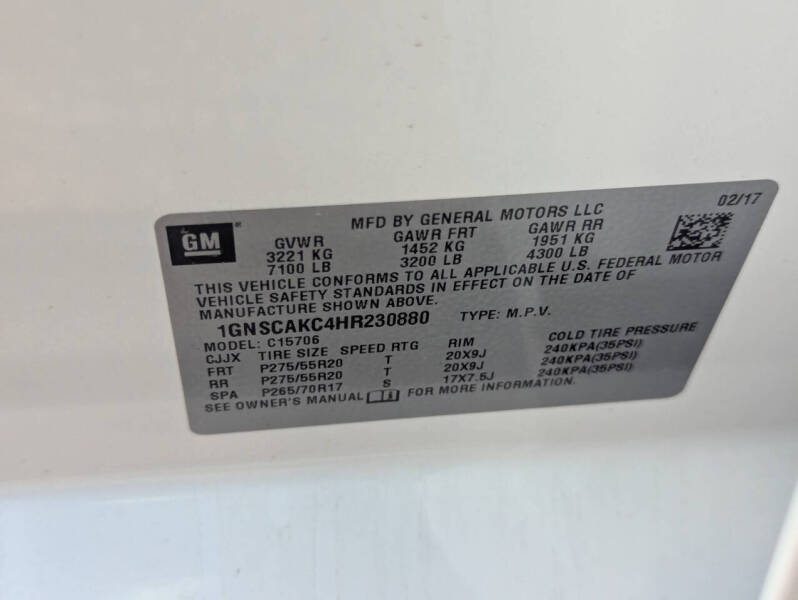 02/17
GM MFD BY GENERAL MOTORS LLC
GVWR GAWR FRT GAWR RR
3221 KG 1452 KG 1951 KG
7100 LB 3200 LB 4300 LB
THIS VEHICLE CONFORMS TO ALL APPLICABLE U.S. FEDERAL MOTOR
VEHICLE SAFETY STANDARDS IN EFFECT ON THE DATE OF
MANUFACTURE SHOWN ABOVE.
1GNSCAKC4HR230880 TYPE: M.P.V.
MODEL: C15706
CJJX TIRE SIZE SPEED RTG RIM COLD TIRE PRESSURE
FRT P275/55R20 T 20X9J 240KPA(35PSI)
RR P275/55R20 T 20X9J 240KPA(35PSI)
SPA P265/70R17 S 17X7.5J 240KPA(35PSI)
SEE OWNER'S MANUAL FOR MORE INFORMATION.